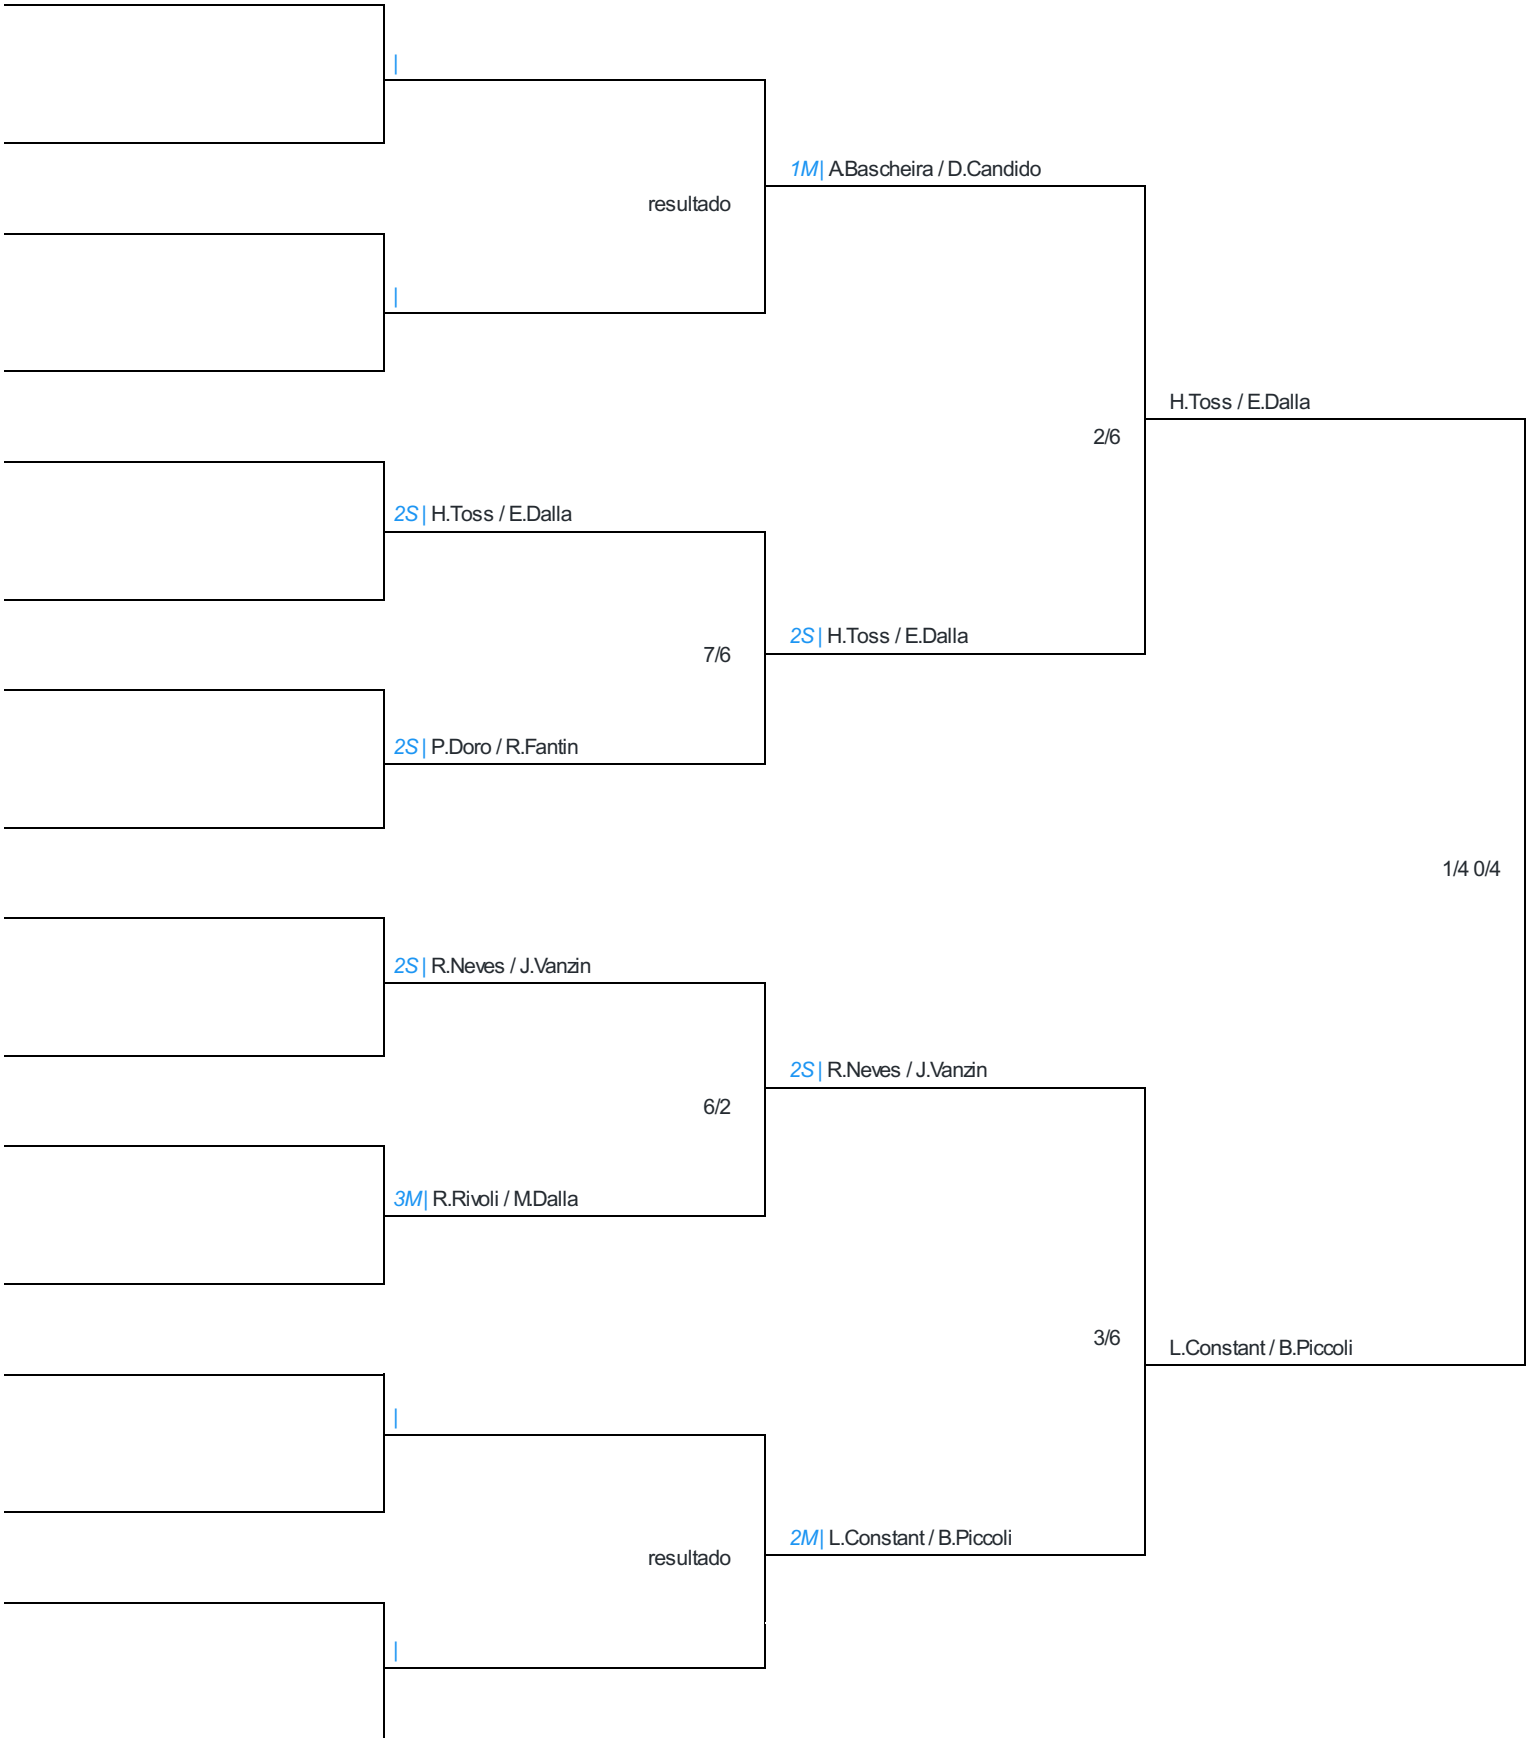 |
1M| A.Bascheira / D.Candido
resultado
|
H.Toss / E.Dalla
2/6
2S| H.Toss / E.Dalla
2S| H.Toss / E.Dalla
7/6
2S| P.Doro / R.Fantin
1/4 0/4
2S| R.Neves / J.Vanzin
2S| R.Neves / J.Vanzin
6/2
3M| R.Rivoli / M.Dalla
3/6
L.Constant / B.Piccoli
|
2M| L.Constant / B.Piccoli
resultado
|